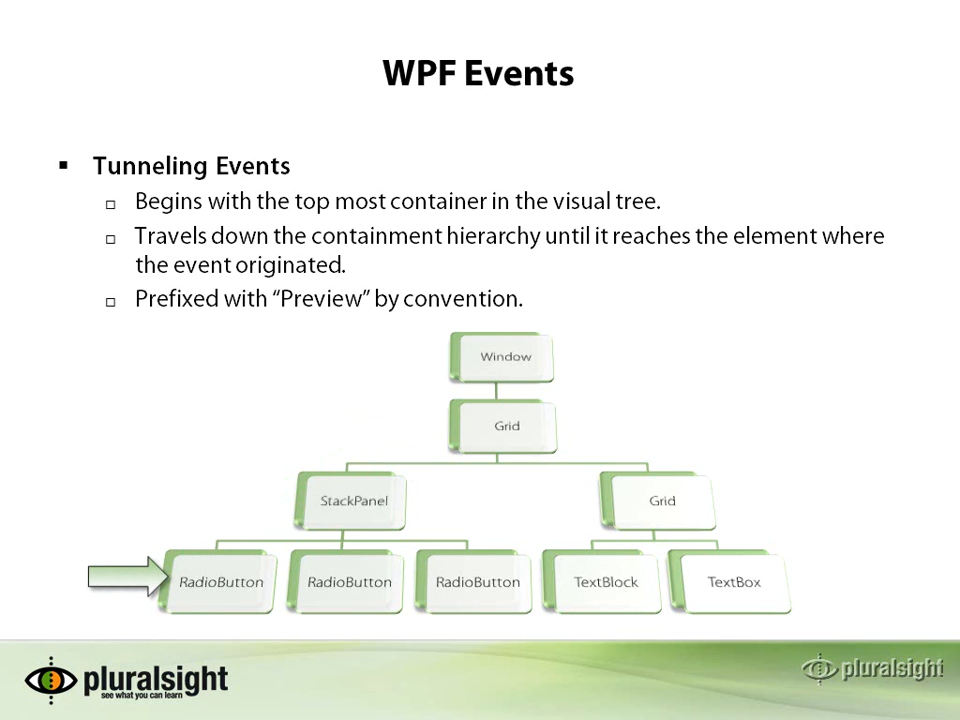 WPF Events
▪ Tunneling Events
□ Begins with the top most container in the visual tree.
□ Travels down the containment hierarchy until it reaches the element where
the event originated.
□ Prefixed with “Preview” by convention.
Window
Grid
StackPanel
Grid
RadioButton
RadioButton
RadioButton
TextBlock
TextBox
pluralsight
see what you can learn
pluralsight